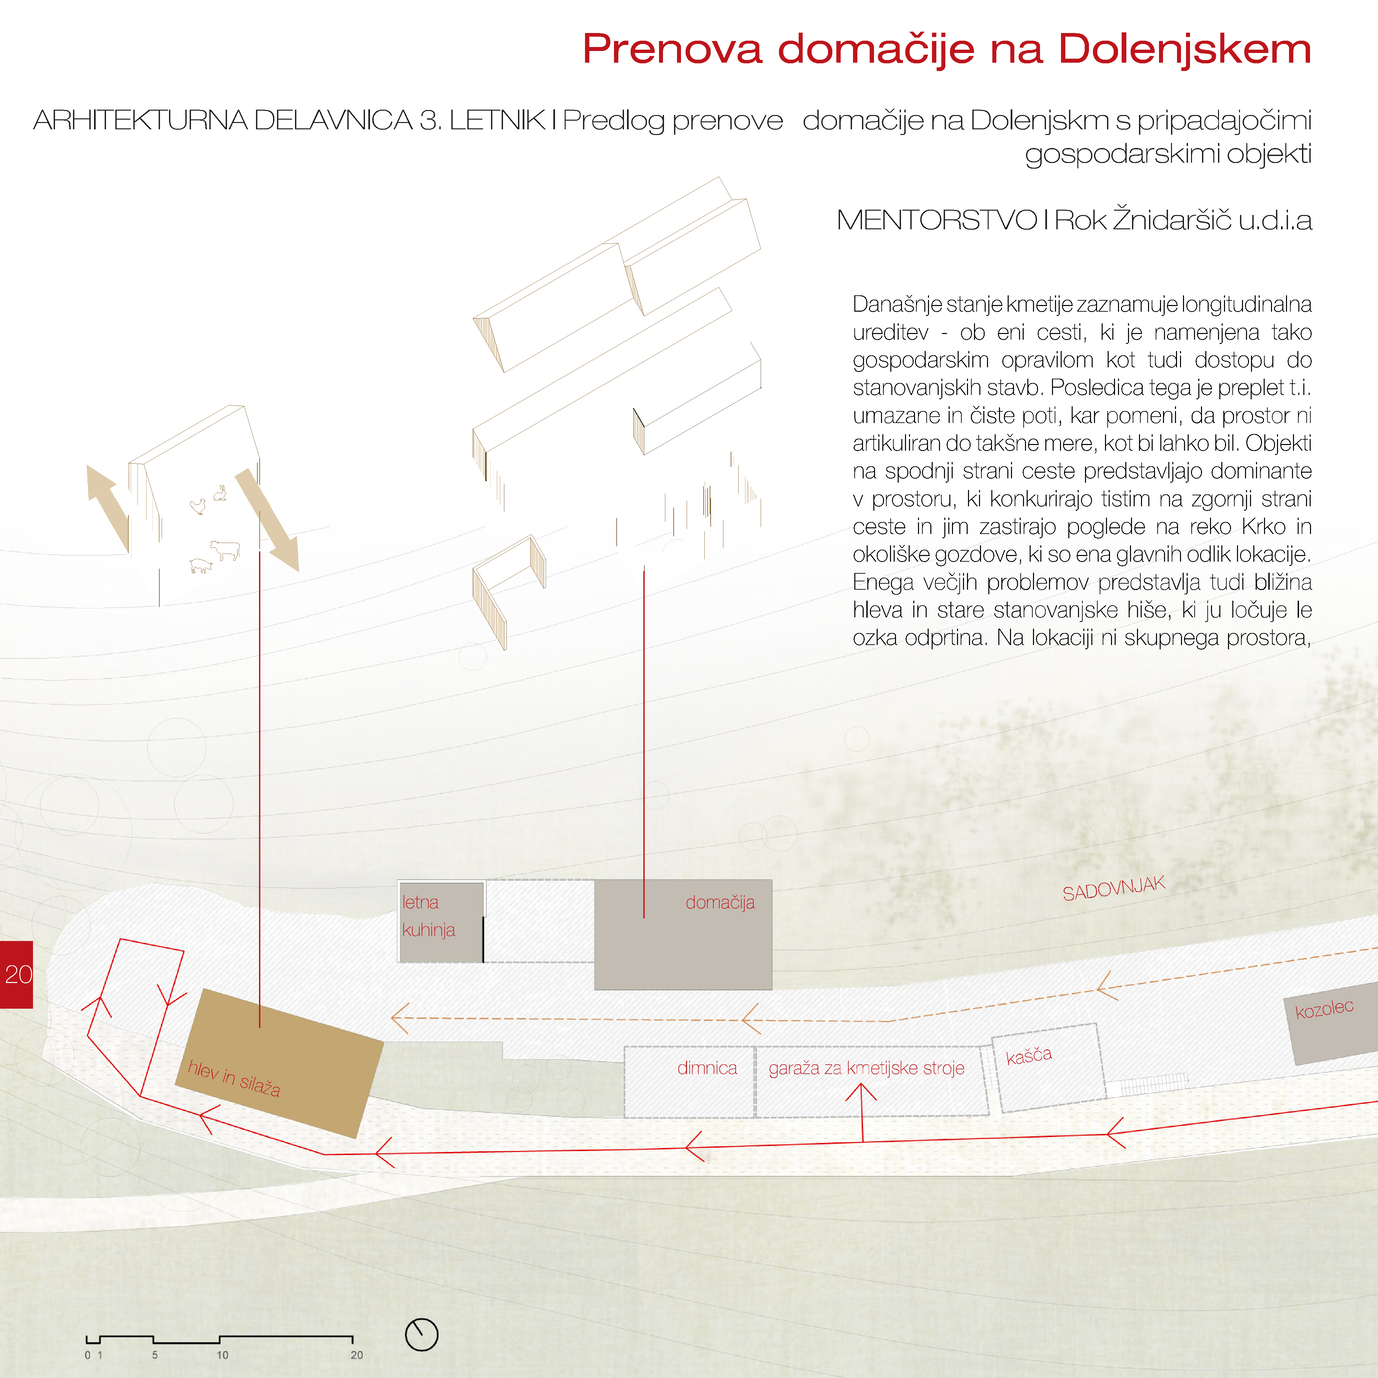 Prenova domačije na Dolenjskem
ARHITEKTURNA DELAVNICA 3. LETNIK I Predlog prenove domačije na Dolenjskm s pripadajočimi
gospodarskimi objekti
MENTORSTVO I Rok Žnidaršič u.d.i.a
Današnje stanje kmetije zaznamuje longitudinalna
ureditev - ob eni cesti, ki je namenjena tako
gospodarskim opravilom kot tudi dostopu do
stanovanjskih stavb. Posledica tega je preplet t.i.
umazane in čiste poti, kar pomeni, da prostor ni
artikuliran do takšne mere, kot bi lahko bil. Objekti
na spodnji strani ceste predstavljajo dominante
v prostoru, ki konkurirajo tistim na zgornji strani
ceste in jim zastirajo poglede na reko Krko in
okoliške gozdove, ki so ena glavnih odlik lokacije.
Enega večjih problemov predstavlja tudi bližina
hleva in stare stanovanjske hiše, ki ju ločuje le
ozka odprtina. Na lokaciji ni skupnega prostora,
SADOVNJAK
letna
kuhinja
domačija
20
kozolec
kašča
dimnica
garaža za kmetijske stroje
hlev in silaža
0 1 5 10 20